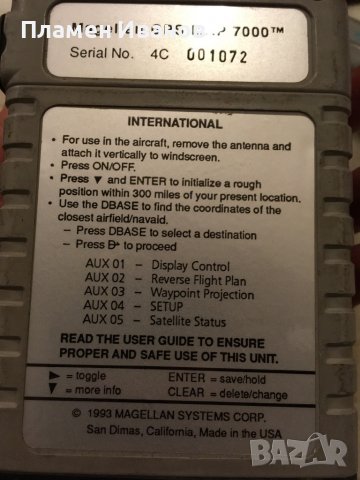 Magellan GPS MAP 7000™
Пламен Иванов
Serial No. 4C 001072
INTERNATIONAL
• For use in the aircraft, remove the antenna and
attach it vertically to windscreen.
• Press ON/OFF.
• Press ▼ and ENTER to initialize a rough
position within 300 miles of your present location.
• Use the DBASE to find the coordinates of the
closest airfield/navaid.
– Press DBASE to select a destination
– Press D→ to proceed
AUX 01 – Display Control
AUX 02 – Reverse Flight Plan
AUX 03 – Waypoint Projection
AUX 04 – SETUP
AUX 05 – Satellite Status
READ THE USER GUIDE TO ENSURE
PROPER AND SAFE USE OF THIS UNIT.
► = toggle ENTER = save/hold
▼ = more info CLEAR = delete/change
© 1993 MAGELLAN SYSTEMS CORP.
San Dimas, California, Made in the USA
BAZAR